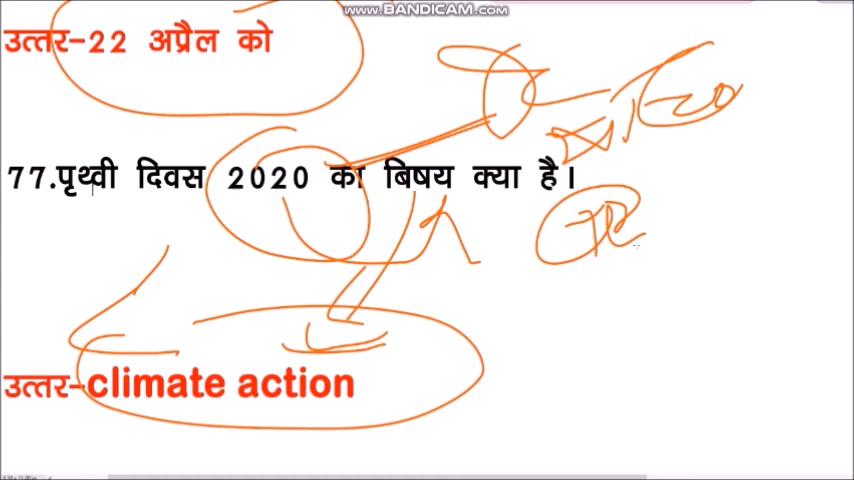 www.BANDICAM.com
उत्तर-22 अप्रैल को
77.पृथ्वी दिवस 2020 का बिषय क्या है।
उत्तर-climate action